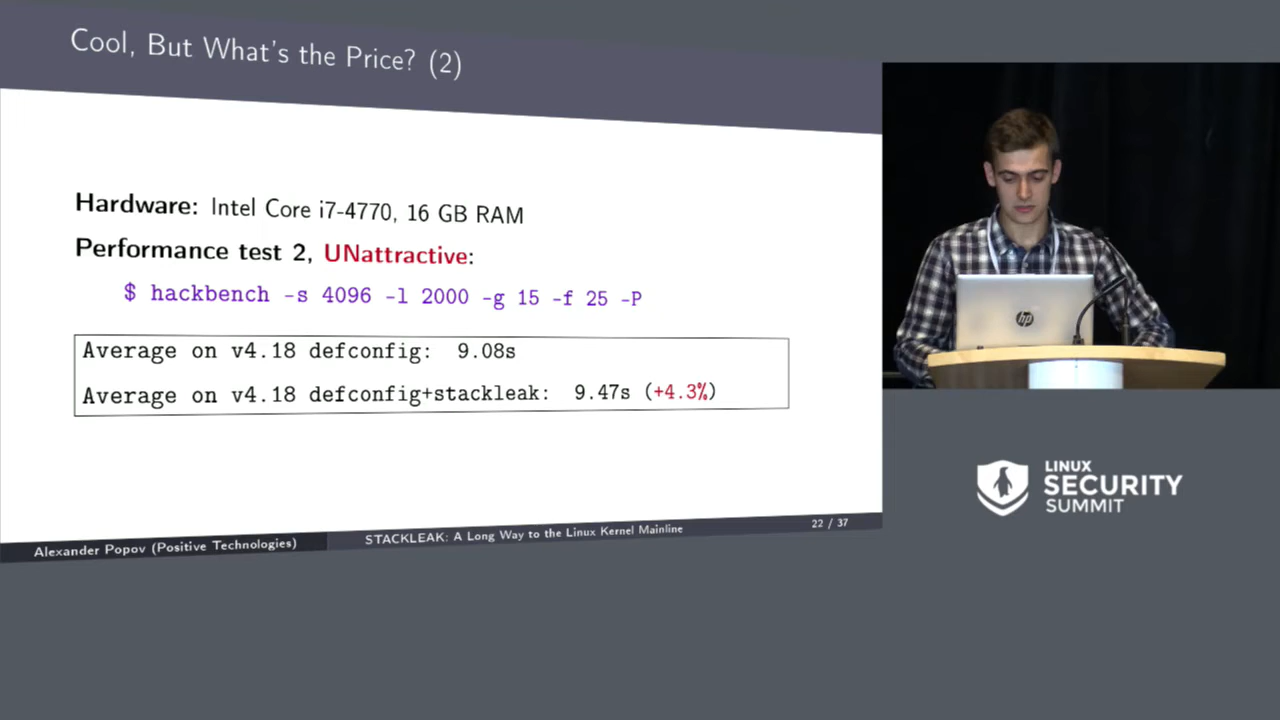 Cool, But What's the Price? (2)
Hardware: Intel Core i7-4770, 16 GB RAM
Performance test 2, UNattractive:
$ hackbench -s 4096 -l 2000 -g 15 -f 25 -P
Average on v4.18 defconfig: 9.08s
Average on v4.18 defconfig+stackleak: 9.47s (+4.3%)
Alexander Popov (Positive Technologies)
STACKLEAK: A Long Way to the Linux Kernel Mainline
22 / 37
hp
LINUX
SECURITY
SUMMIT